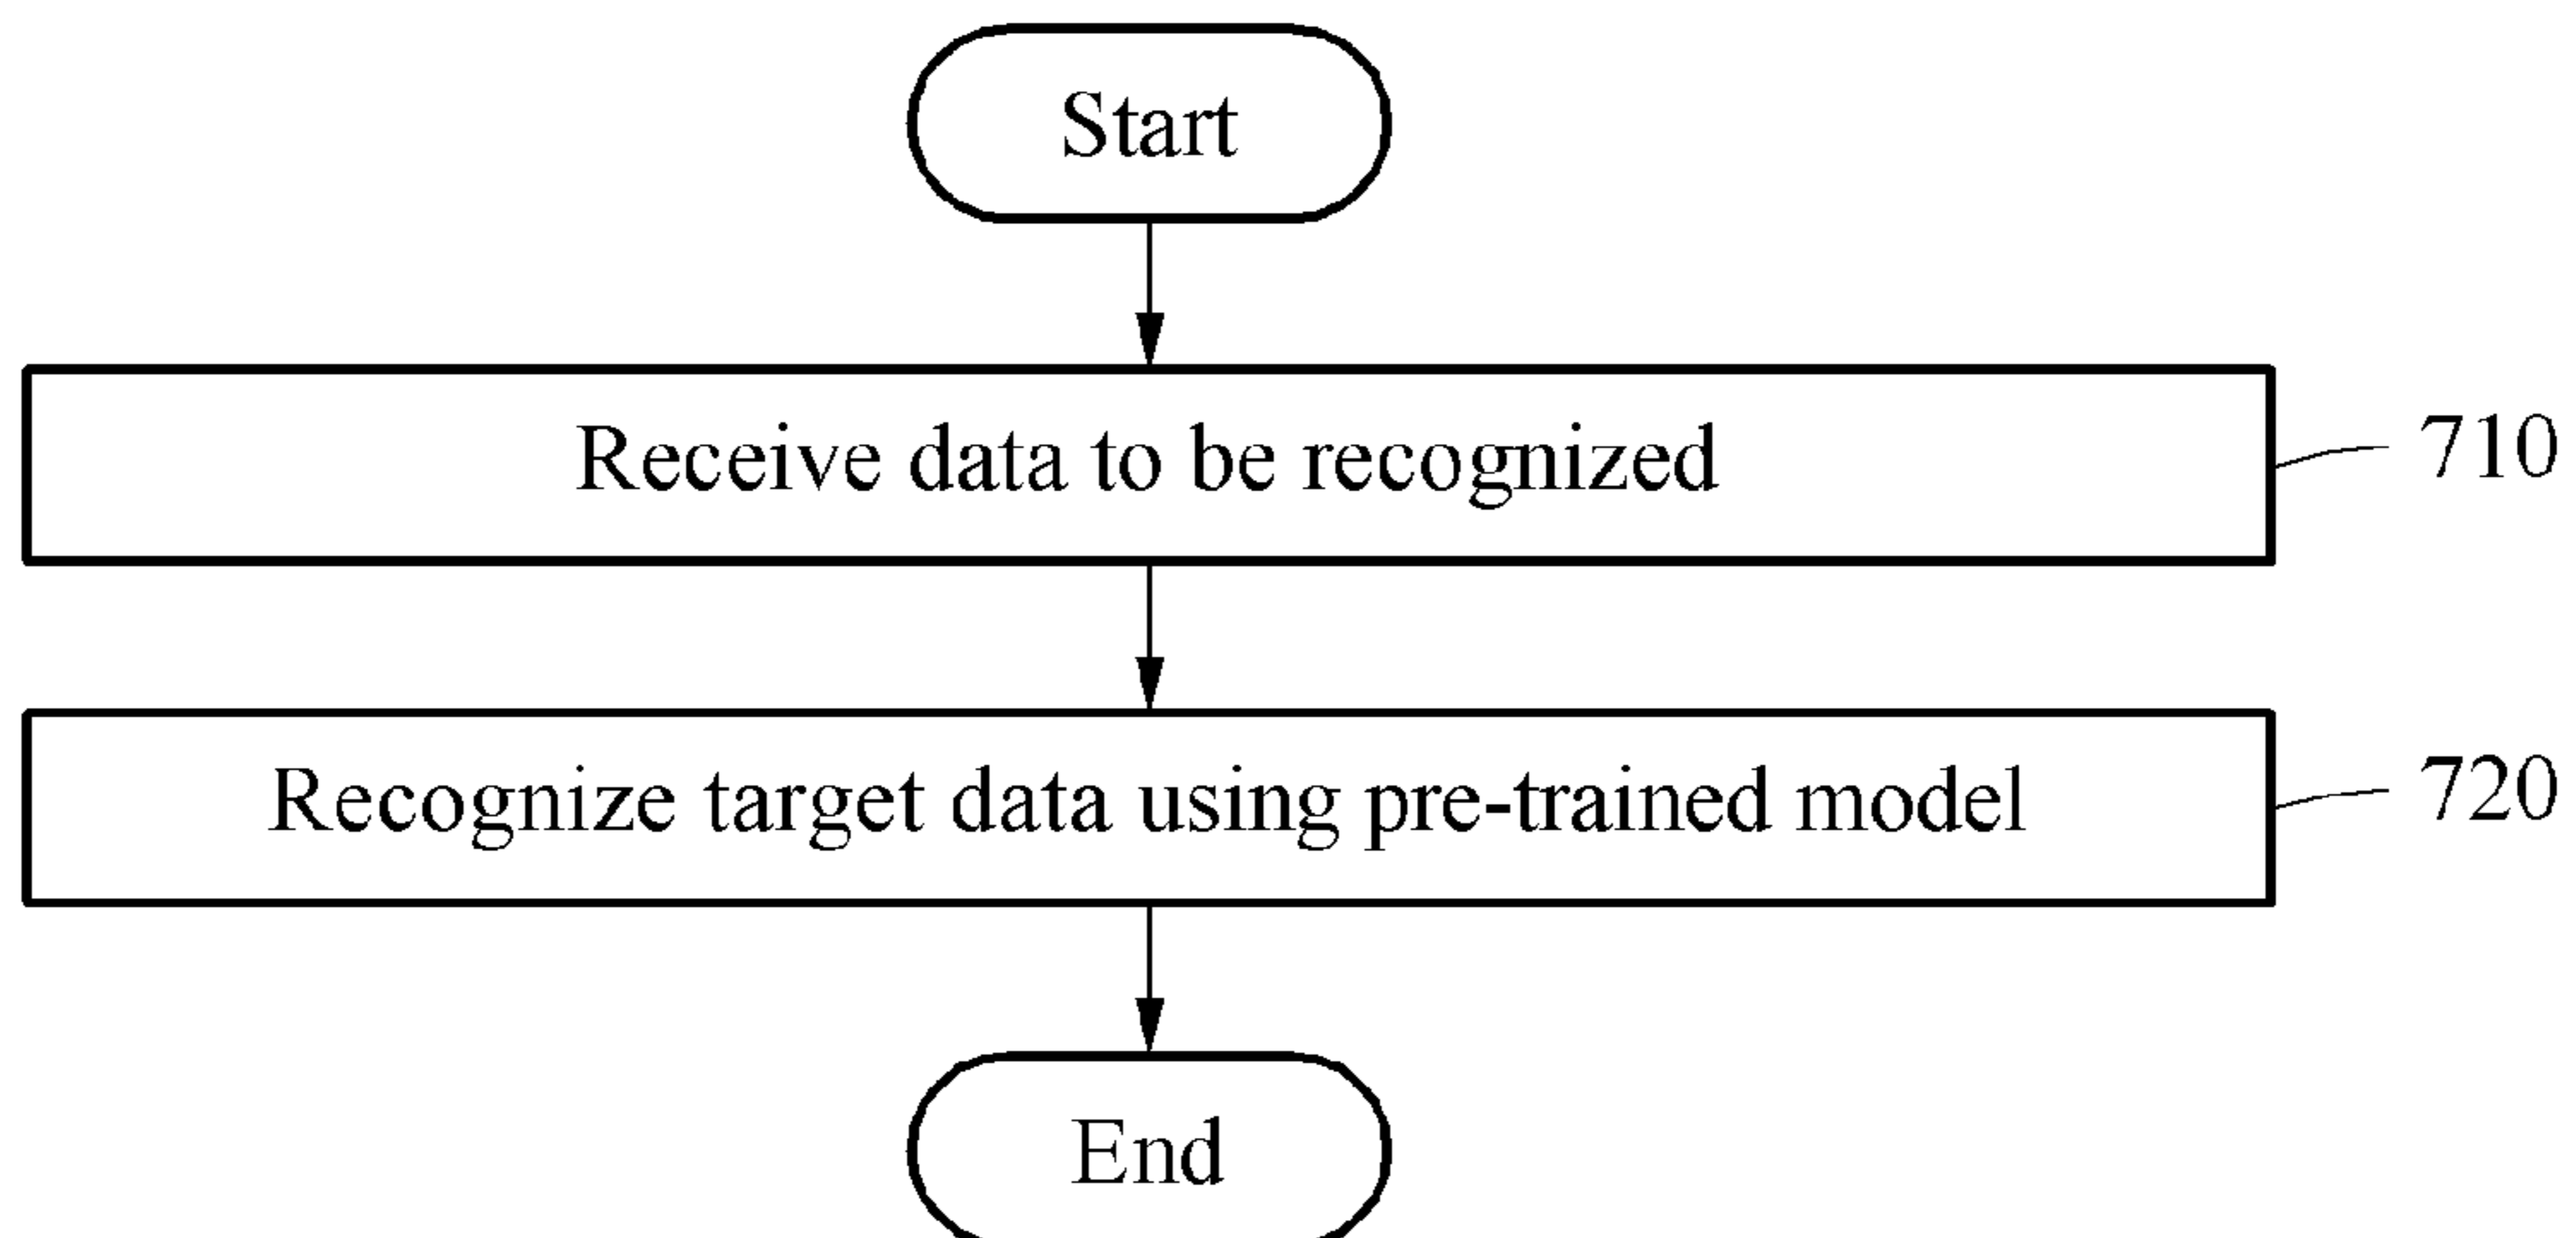 Start
Receive data to be recognized
710
Recognize target data using pre-trained model
720
End